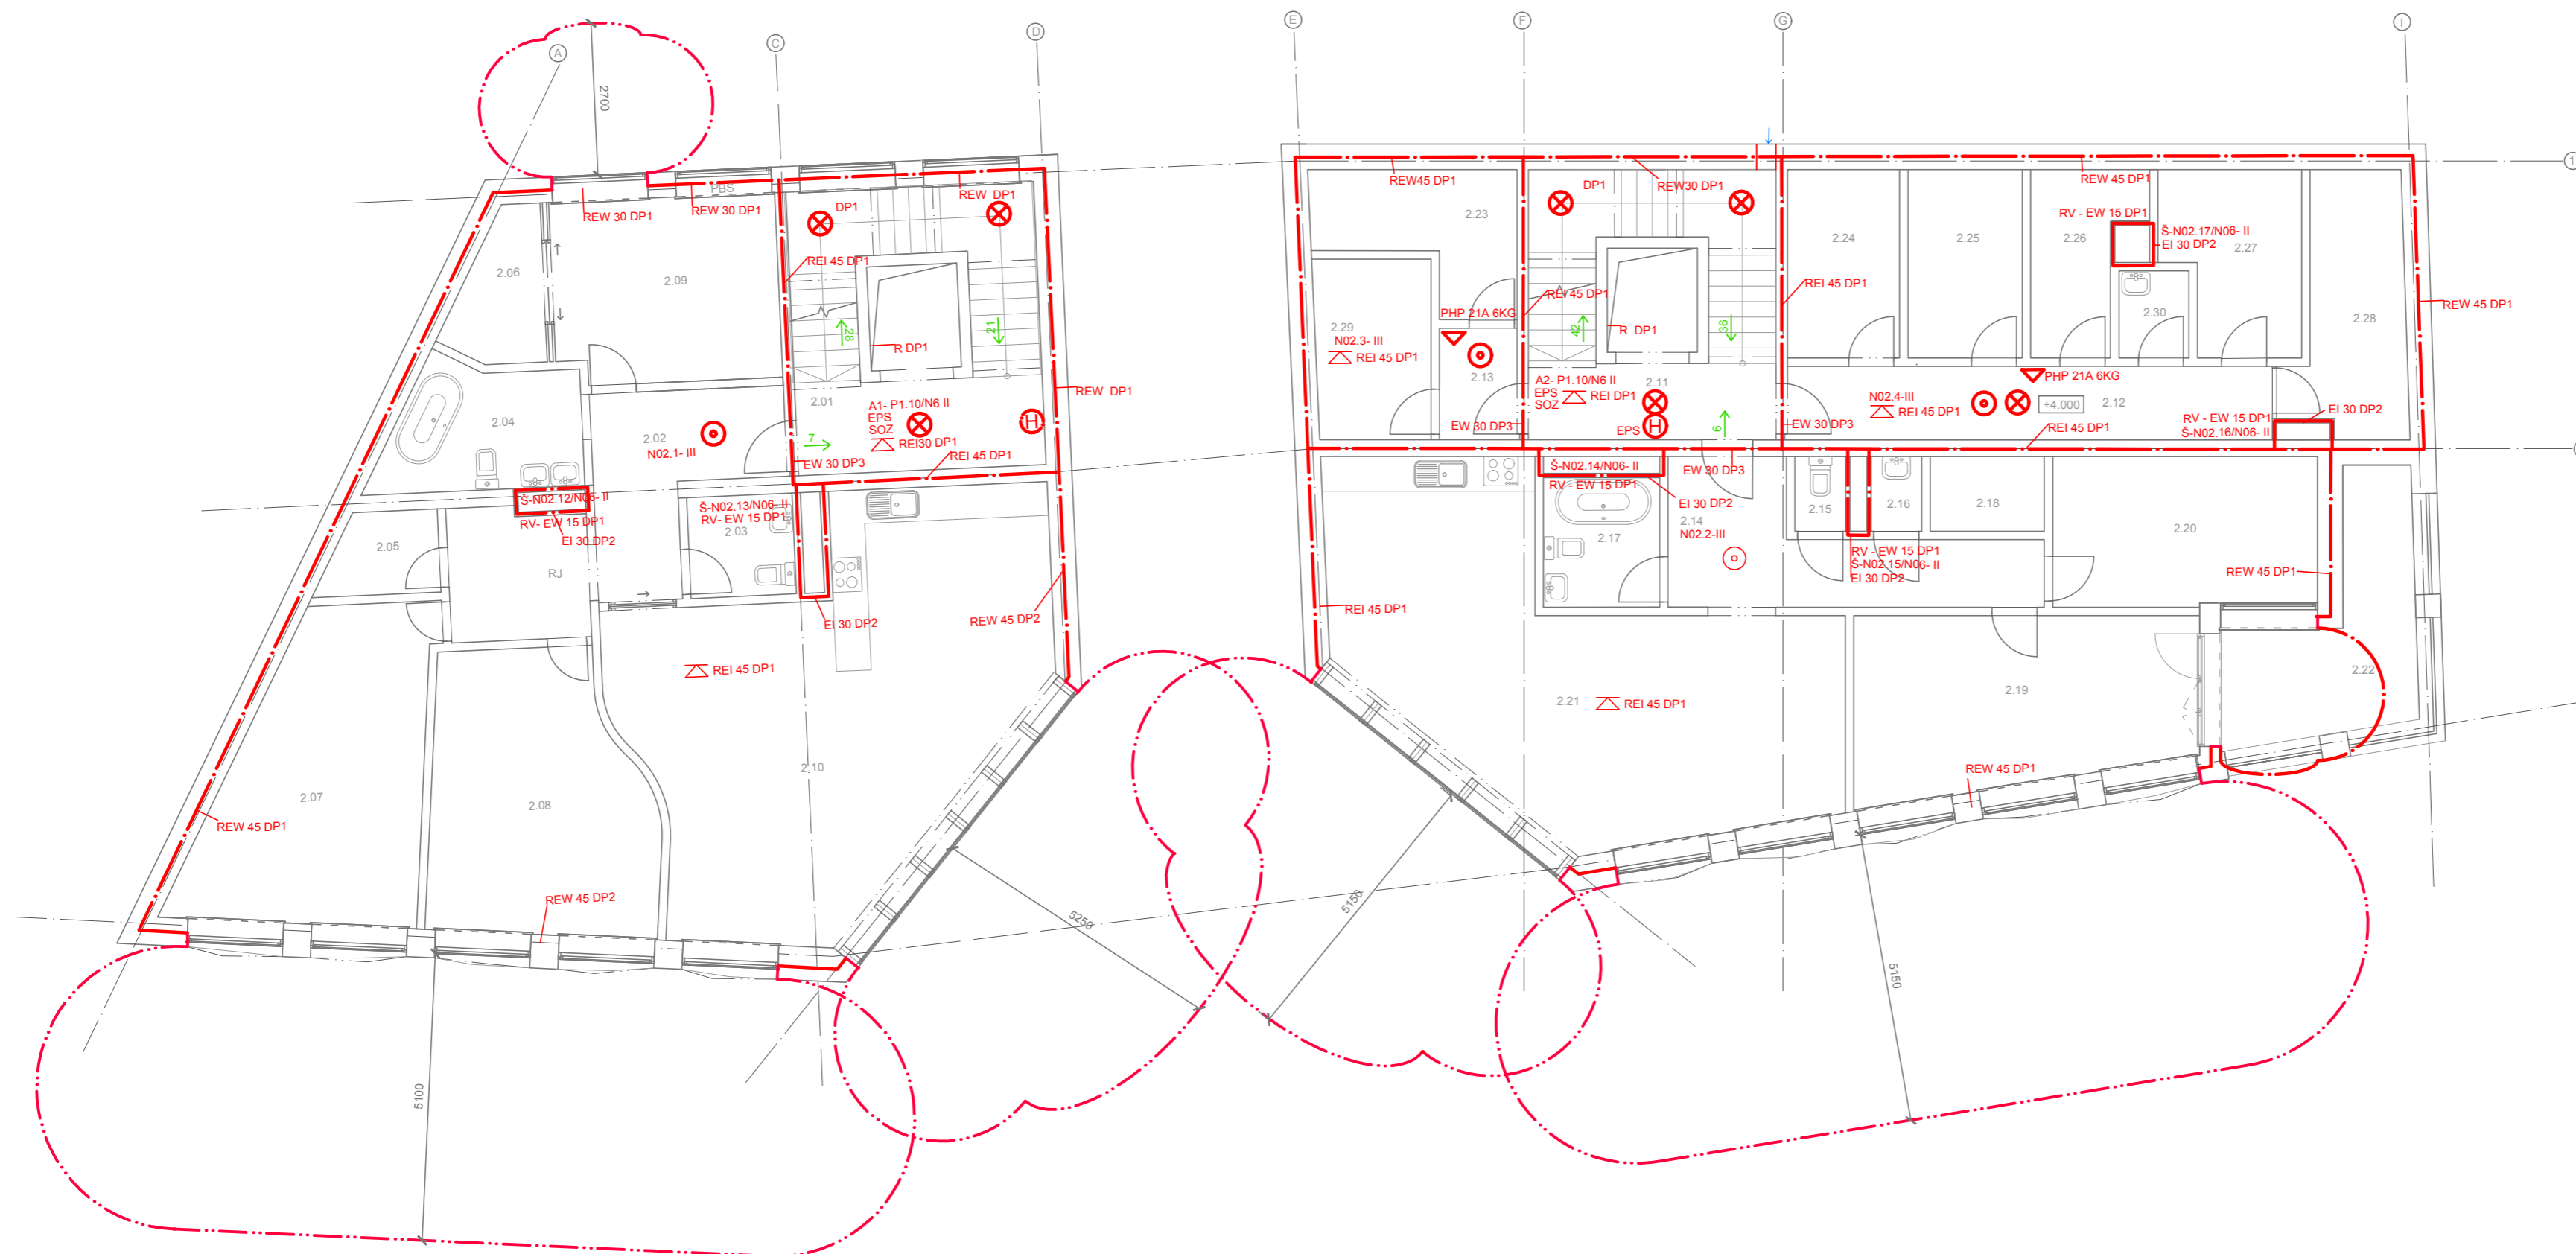 A
C
D
E
F
G
I
1
2700
PBS
REW 30 DP1
REW 30 DP1
DP1
REW DP1
REI 45 DP1
2.06
2.09
28
21
R DP1
REW DP1
2.01
A1- P1.10/N6 II
EPS
SOZ
REI30 DP1
H
7
2.04
2.02
N02.1- III
EW 30 DP3
REI 45 DP1
Š-N02.12/N06- II
RV- EW 15 DP1
EI 30 DP2
Š-N02.13/N06- II
RV- EW 15 DP1
2.03
2.05
RJ
EI 30 DP2
REW 45 DP2
REI 45 DP1
2.10
2.07
2.08
REW 45 DP1
REW 45 DP2
5100
5250
REW45 DP1
DP1
REW30 DP1
REW 45 DP1
2.23
2.24
2.25
2.26
RV - EW 15 DP1
Š-N02.17/N06- II
EI 30 DP2
2.27
REI 45 DP1
REI 45 DP1
REW 45 DP1
PHP 21A 6KG
2.29
N02.3- III
REI 45 DP1
2.13
42
R DP1
36
2.30
2.28
A2- P1.10/N6 II
EPS
SOZ
REI DP1
2.11
EPS
H
6
EW 30 DP3
EW 30 DP3
PHP 21A 6KG
N02.4-III
REI 45 DP1
+4.000
2.12
REI 45 DP1
RV - EW 15 DP1
Š-N02.16/N06- II
EI 30 DP2
Š-N02.14/N06- II
RV - EW 15 DP1
EI 30 DP2
EW 30 DP3
2.14
N02.2-III
2.17
2.15
2.16
2.18
2.20
RV - EW 15 DP1
Š-N02.15/N06- II
EI 30 DP2
REW 45 DP1
REI 45 DP1
2.21
REI 45 DP1
2.19
2.22
REW 45 DP1
5150
5150